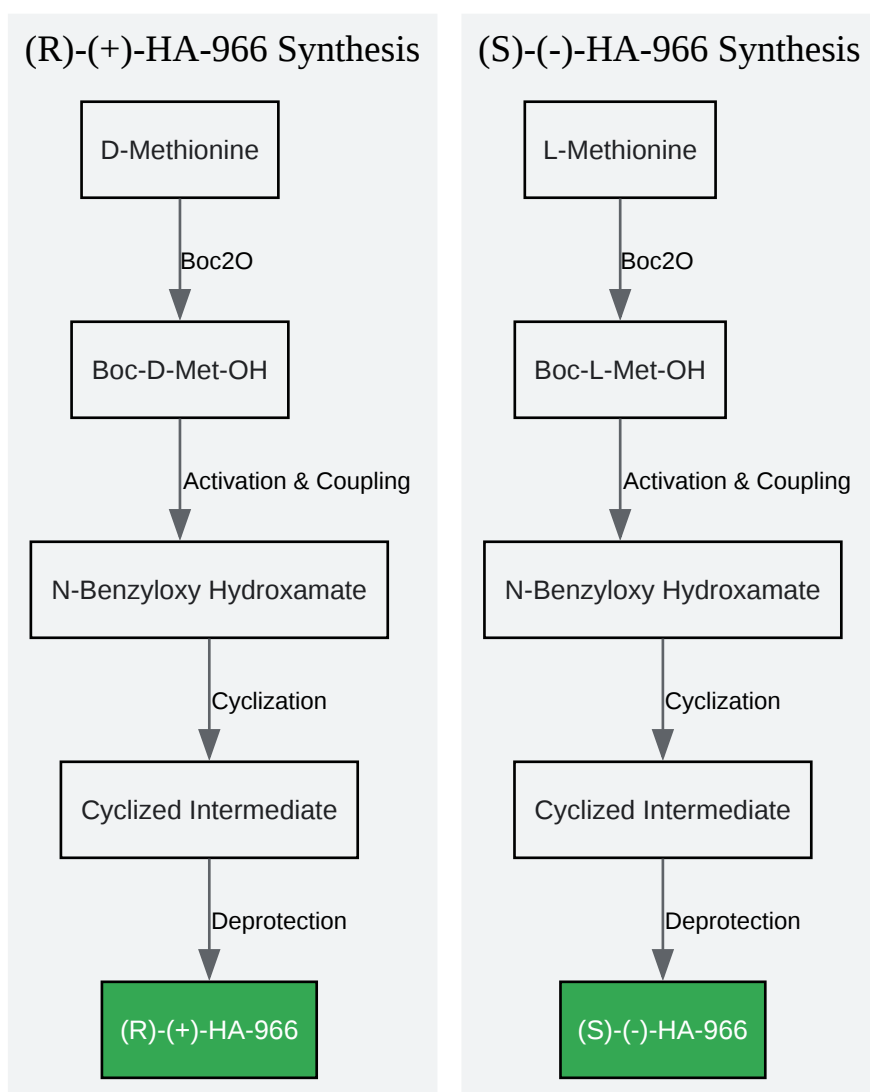 (R)-(+)-HA-966 Synthesis
D-Methionine
Boc2O
Boc-D-Met-OH
Activation & Coupling
N-Benzyloxy Hydroxamate
Cyclization
Cyclized Intermediate
Deprotection
(R)-(+)-HA-966
(S)-(-)-HA-966 Synthesis
L-Methionine
Boc2O
Boc-L-Met-OH
Activation & Coupling
N-Benzyloxy Hydroxamate
Cyclization
Cyclized Intermediate
Deprotection
(S)-(-)-HA-966